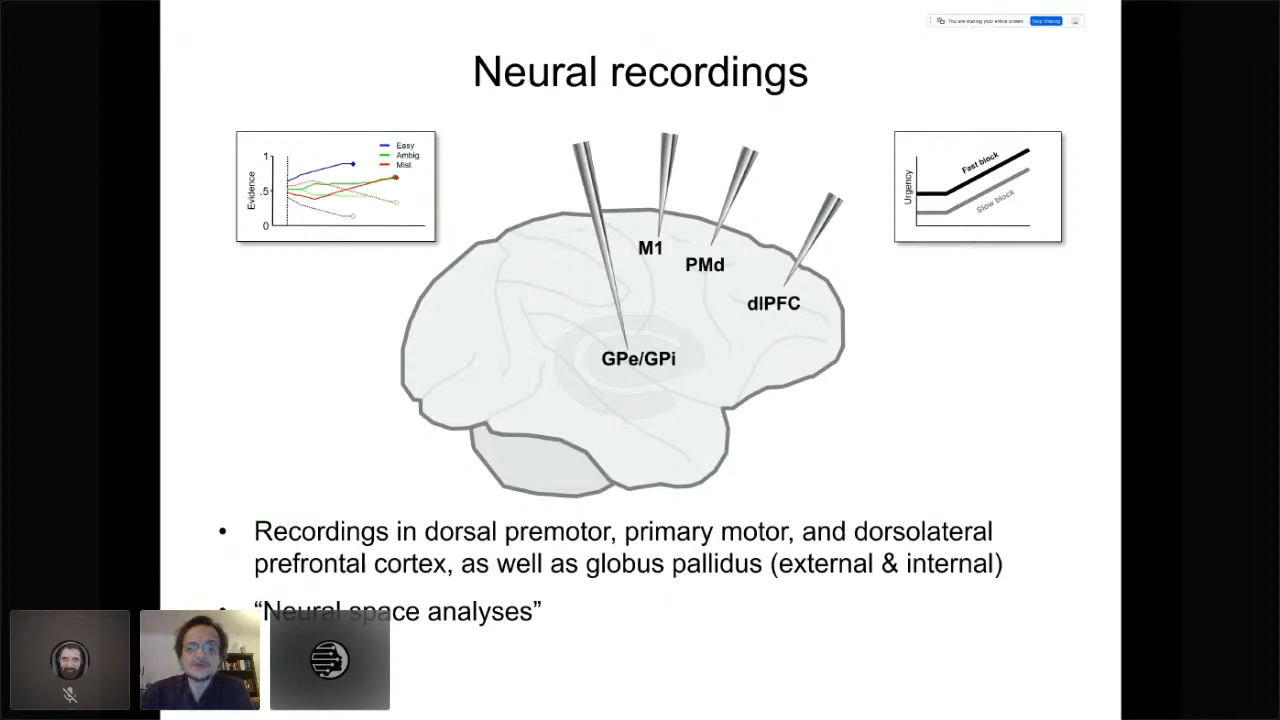 You are sharing your entire screen.
Stop Sharing
Neural recordings
Easy
Ambig.
Misl.
1
.5
0
Evidence
Fast block
Slow block
Urgency
M1
PMd
dlPFC
GPe/GPi
• Recordings in dorsal premotor, primary motor, and dorsolateral
prefrontal cortex, as well as globus pallidus (external & internal)
• “Neural space analyses”